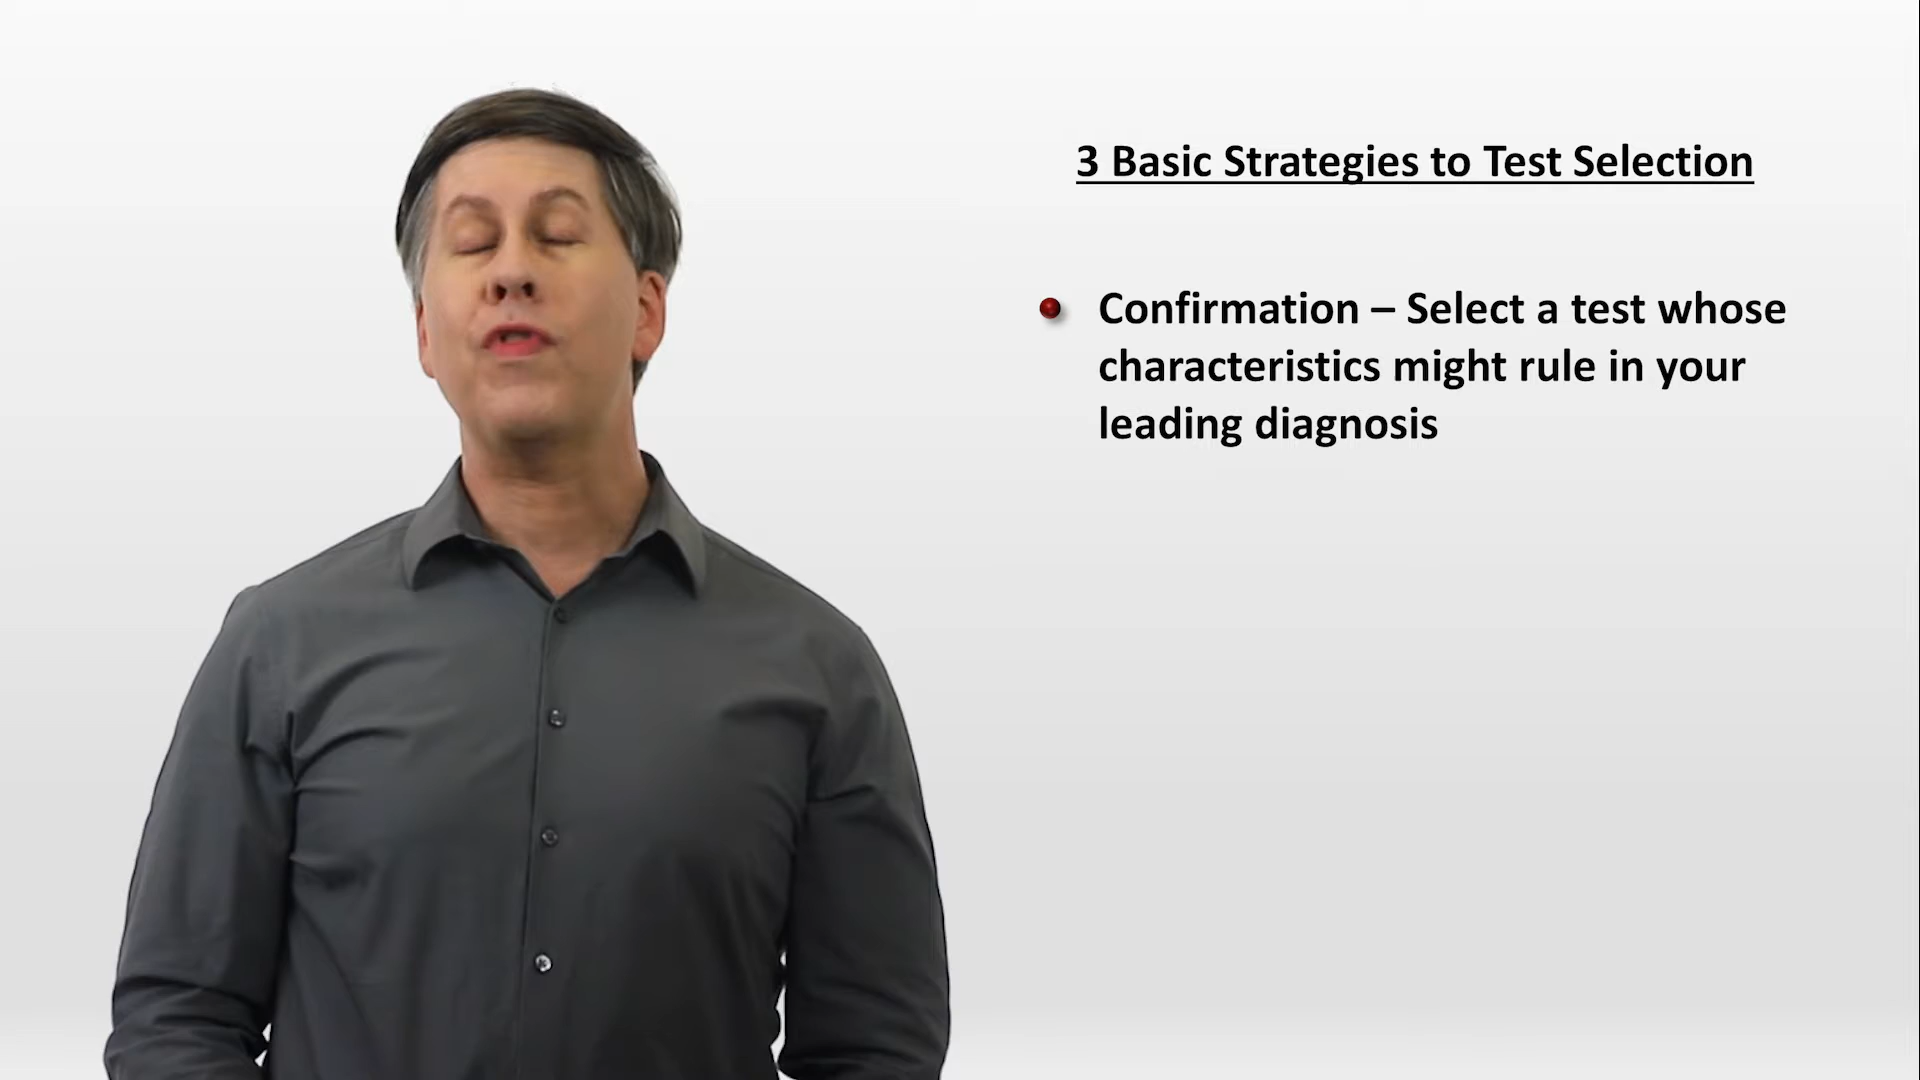 3 Basic Strategies to Test Selection
Confirmation – Select a test whose
characteristics might rule in your
leading diagnosis